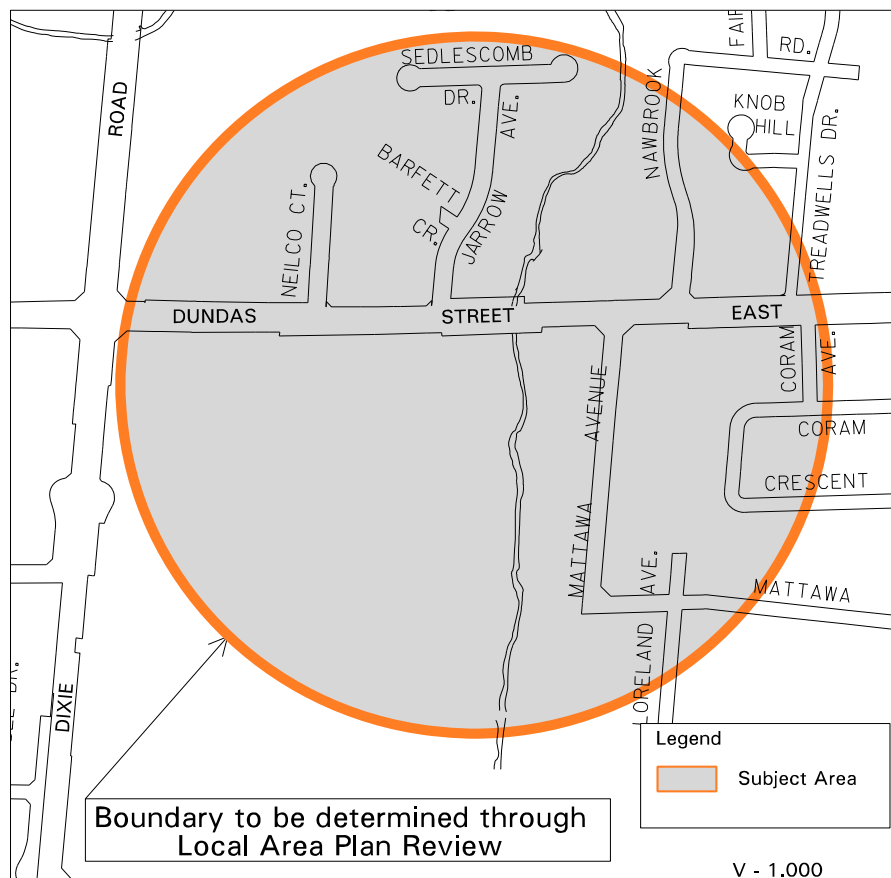 SEDLESCOMB
DR.
AVE.
JARROW
BARFETT
CR.
NEILCO CT.
ROAD
NAWBROOK
FAIR
RD.
KNOB
HILL
TREADWELLS DR.
DUNDAS STREET EAST
CORAM
AVE.
CORAM
CRESCENT
MATTAWA AVENUE
AVE.
LORELAND
MATTAWA
DIXIE
DR.
Legend
Subject Area
Boundary to be determined through
Local Area Plan Review
V - 1.000